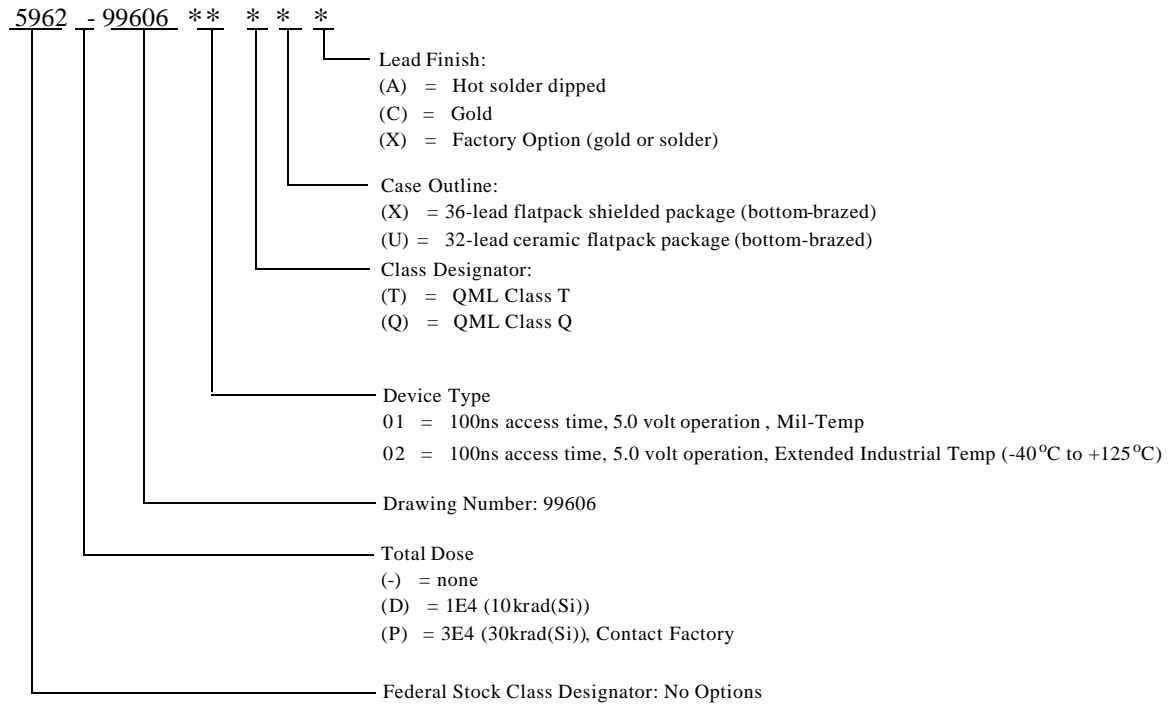 5962 - 99606 ** * * *
Lead Finish:
(A) = Hot solder dipped
(C) = Gold
(X) = Factory Option (gold or solder)
Case Outline:
(X) = 36-lead flatpack shielded package (bottom-brazed)
(U) = 32-lead ceramic flatpack package (bottom-brazed)
Class Designator:
(T) = QML Class T
(Q) = QML Class Q
Device Type
01 = 100ns access time, 5.0 volt operation , Mil-Temp
02 = 100ns access time, 5.0 volt operation, Extended Industrial Temp (-40°C to +125°C)
Drawing Number: 99606
Total Dose
(-) = none
(D) = 1E4 (10krad(Si))
(P) = 3E4 (30krad(Si)), Contact Factory
Federal Stock Class Designator: No Options